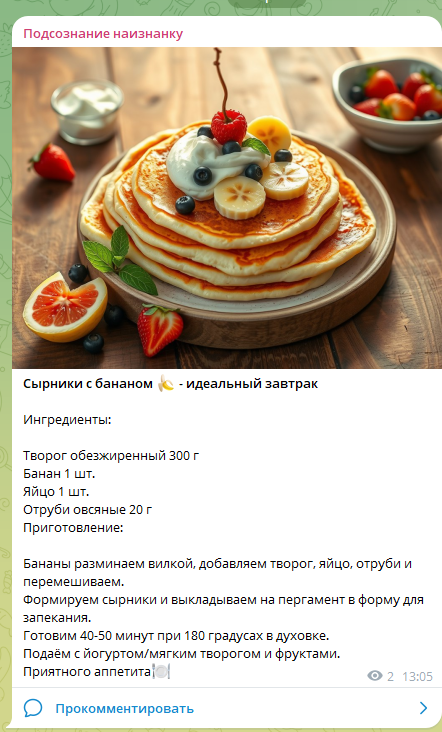 Подсознание наизнанку
Сырники с бананом 🍌 - идеальный завтрак
Ингредиенты:
Творог обезжиренный 300 г
Банан 1 шт.
Яйцо 1 шт.
Отруби овсяные 20 г
Приготовление:
Бананы разминаем вилкой, добавляем творог, яйцо, отруби и
перемешиваем.
Формируем сырники и выкладываем на пергамент в форму для
запекания.
Готовим 40-50 минут при 180 градусах в духовке.
Подаём с йогуртом/мягким творогом и фруктами.
Приятного аппетита🍽
2 13:05
Прокомментировать